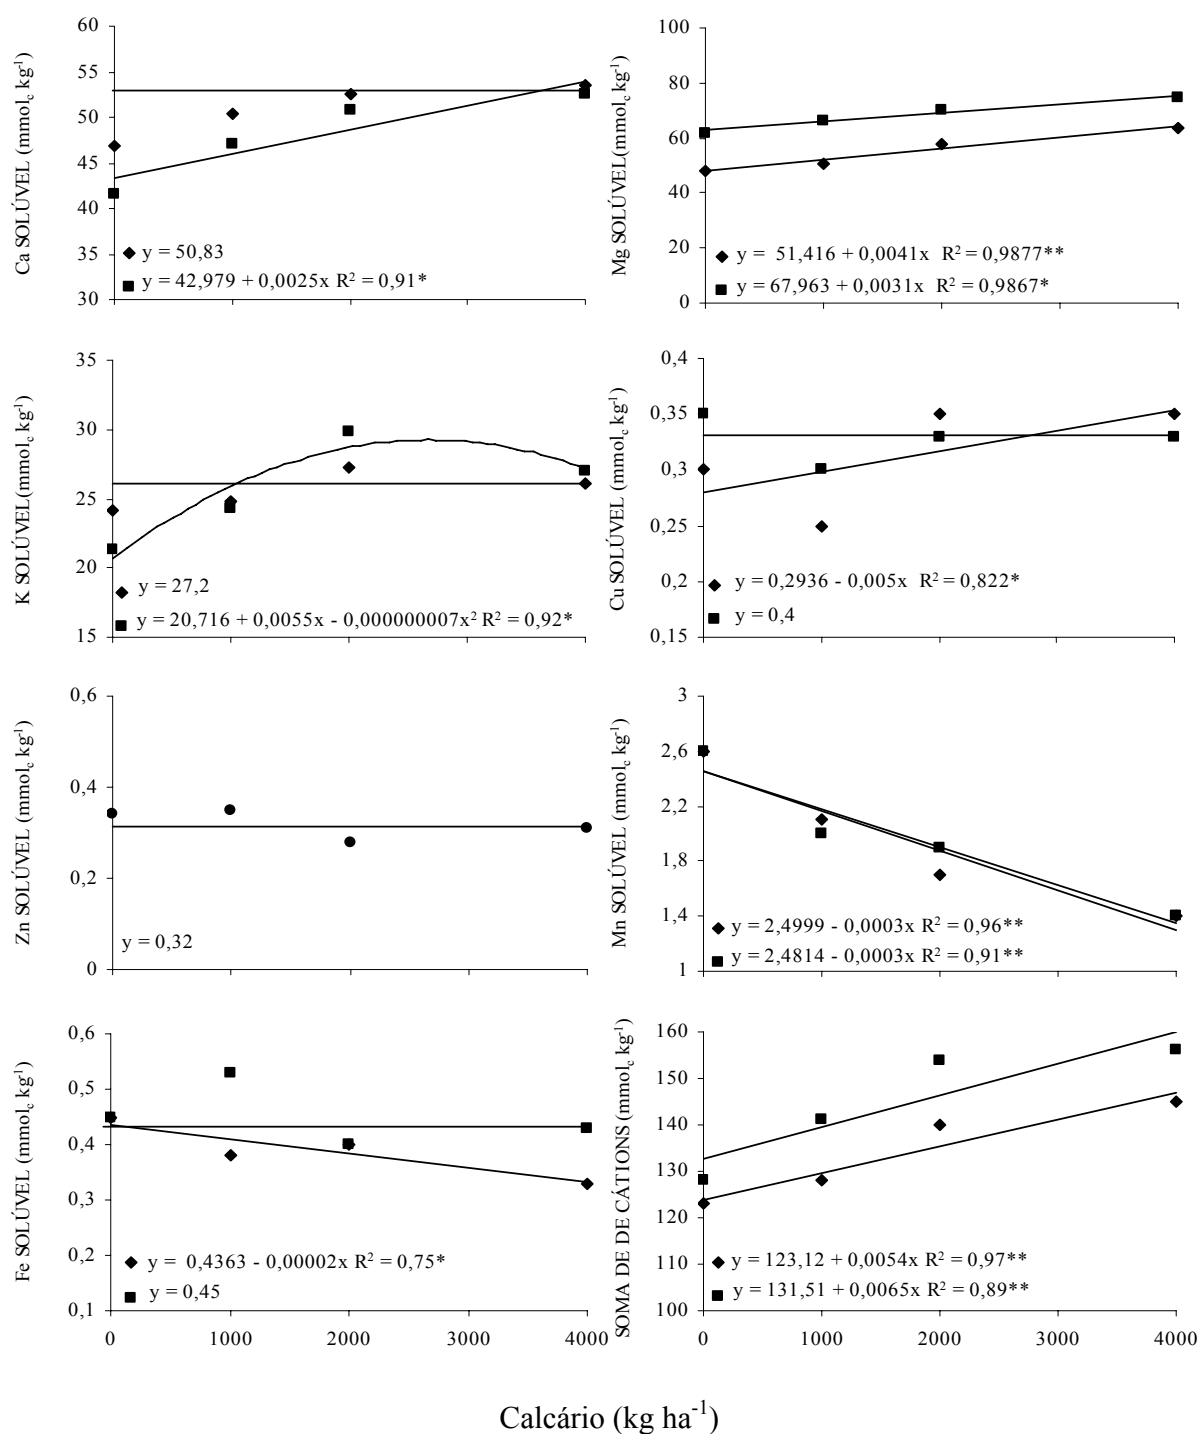 Ca SOLÚVEL (mmolc kg-1)
60
55
50
45
40
35
30
y = 50,83
y = 42,979 + 0,0025x R2 = 0,91*
Mg SOLÚVEL(mmolc kg-1)
100
80
60
40
20
0
y = 51,416 + 0,0041x R2 = 0,9877**
y = 67,963 + 0,0031x R2 = 0,9867*
K SOLÚVEL(mmolc kg-1)
35
30
25
20
15
y = 27,2
y = 20,716 + 0,0055x - 0,000000007x2 R2 = 0,92*
Cu SOLÚVEL (mmolc kg-1)
0,4
0,35
0,3
0,25
0,2
0,15
y = 0,2936 - 0,005x R2 = 0,822*
y = 0,4
Zn SOLÚVEL (mmolc kg-1)
0,6
0,4
0,2
0
y = 0,32
Mn SOLÚVEL (mmolc kg-1)
3
2,6
2,2
1,8
1,4
1
y = 2,4999 - 0,0003x R2 = 0,96**
y = 2,4814 - 0,0003x R2 = 0,91**
Fe SOLÚVEL (mmolc kg-1)
0,6
0,5
0,4
0,3
0,2
0,1
y = 0,4363 - 0,00002x R2 = 0,75*
y = 0,45
0 1000 2000 3000 4000
SOMA DE DE CÁTIONS (mmolc kg-1)
160
150
140
130
120
110
100
y = 123,12 + 0,0054x R2 = 0,97**
y = 131,51 + 0,0065x R2 = 0,89**
0 1000 2000 3000 4000
Calcário (kg ha-1)